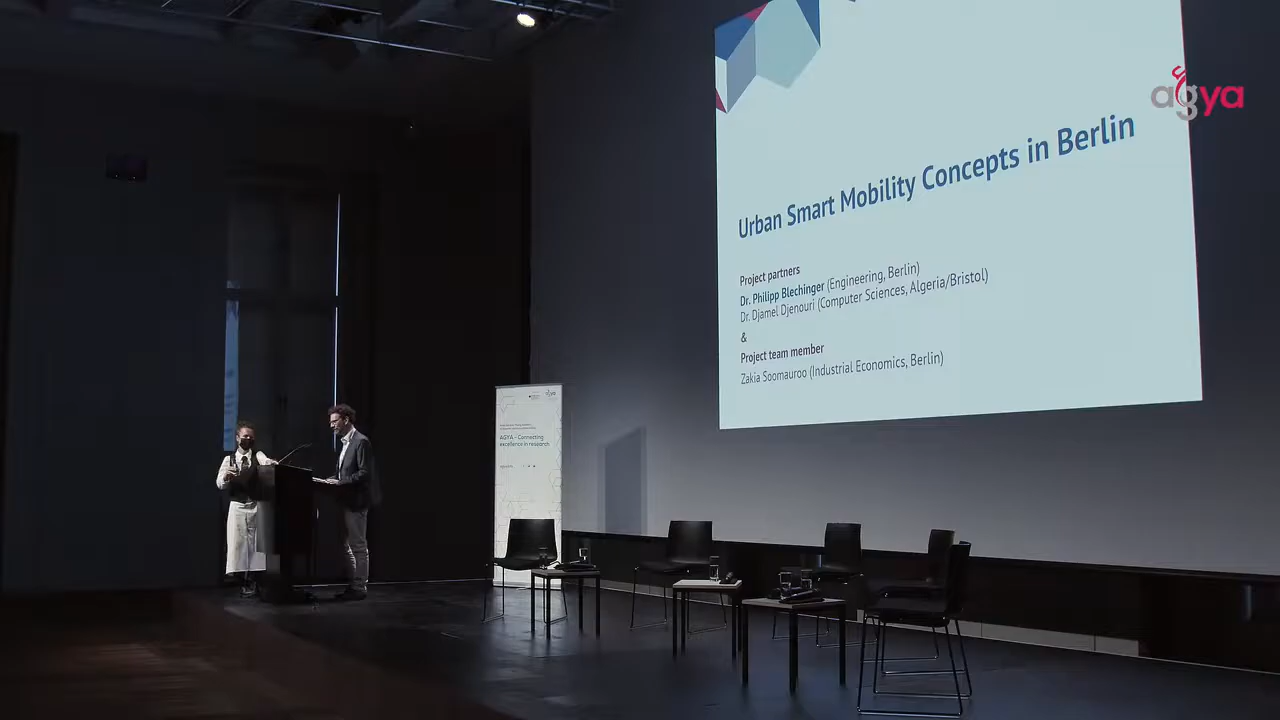 agya
Urban Smart Mobility Concepts in Berlin
Project partners
Dr. Philipp Blechinger (Engineering, Berlin)
Dr. Djamel Djenouri (Computer Sciences, Algeria/Bristol)
&
Project team member
Zakia Soomauroo (Industrial Economics, Berlin)
AGYA – Connecting
excellence in research